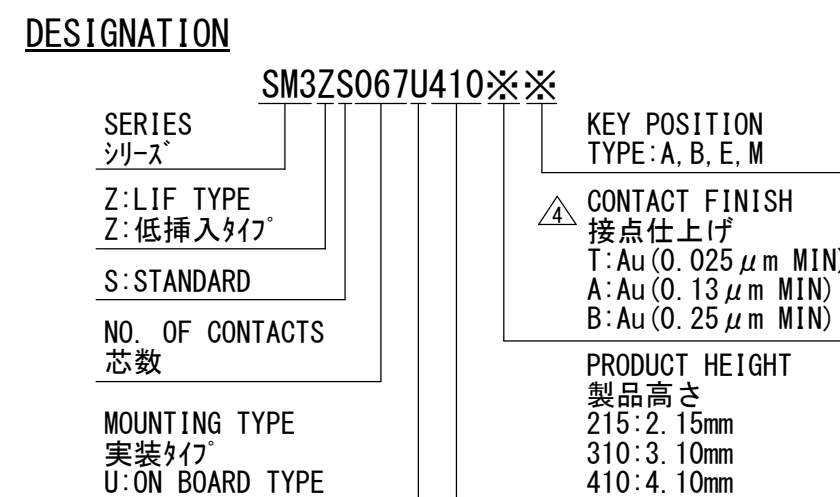 DESIGNATION
SM3ZS067U410※※
SERIES
シリーズ
Z:LIF TYPE
Z:低挿入タイプ
S:STANDARD
NO. OF CONTACTS
芯数
MOUNTING TYPE
実装タイプ
U:ON BOARD TYPE
KEY POSITION
TYPE:A,B,E,M
4
CONTACT FINISH
接点仕上げ
T:Au(0.025μm MIN)
A:Au(0.13μm MIN)
B:Au(0.25μm MIN)
PRODUCT HEIGHT
製品高さ
215:2.15mm
310:3.10mm
410:4.10mm